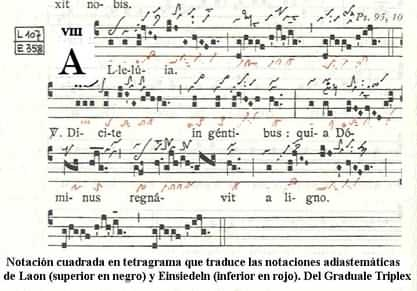 xit no- bis.
VIII
Ps. 95, 10
L 107
E 358
A
L-le-lú- ia.
℣. Di- ci- te in génti- bus : qui- a Dó-
mi- nus regná- vit a li- gno.
Notación cuadrada en tetragrama que traduce las notaciones adiastemáticas
de Laon (superior en negro) y Einsiedeln (inferior en rojo). Del Graduale Triplex